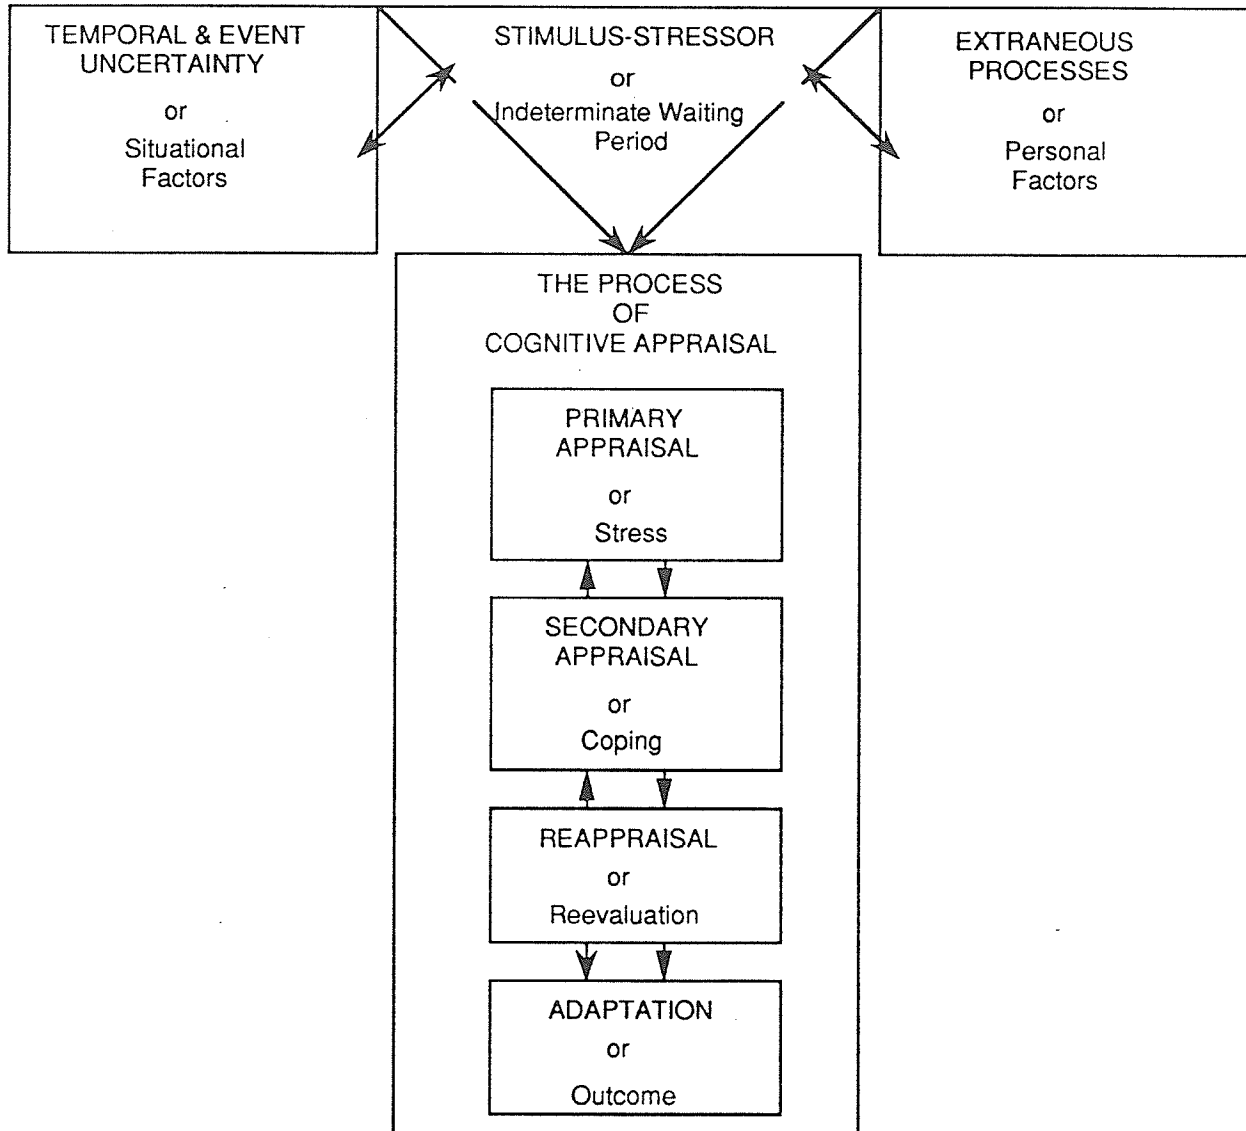 TEMPORAL & EVENT
UNCERTAINTY
or
Situational
Factors
STIMULUS-STRESSOR
or
Indeterminate Waiting
Period
EXTRANEOUS
PROCESSES
or
Personal
Factors
THE PROCESS
OF
COGNITIVE APPRAISAL
PRIMARY
APPRAISAL
or
Stress
SECONDARY
APPRAISAL
or
Coping
REAPPRAISAL
or
Reevaluation
ADAPTATION
or
Outcome